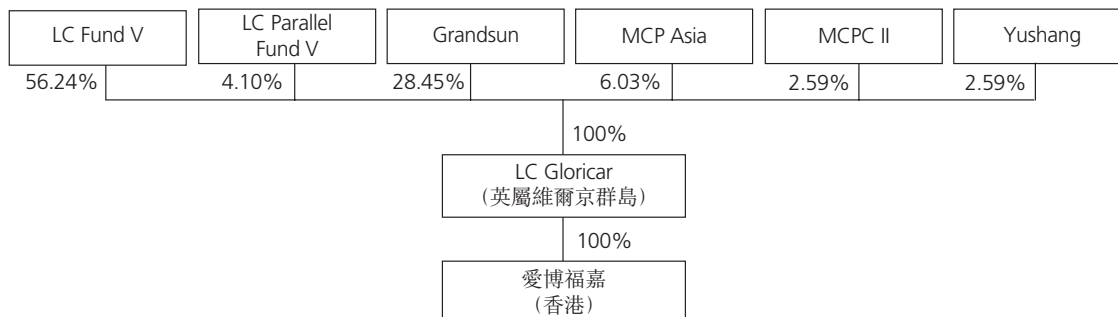 LC Fund V
LC Parallel
Fund V
Grandsun
MCP Asia
MCPC II
Yushang
56.24%
4.10%
28.45%
6.03%
2.59%
2.59%
100%
LC Gloricar
(英屬維爾京群島)
100%
愛博福嘉
(香港)